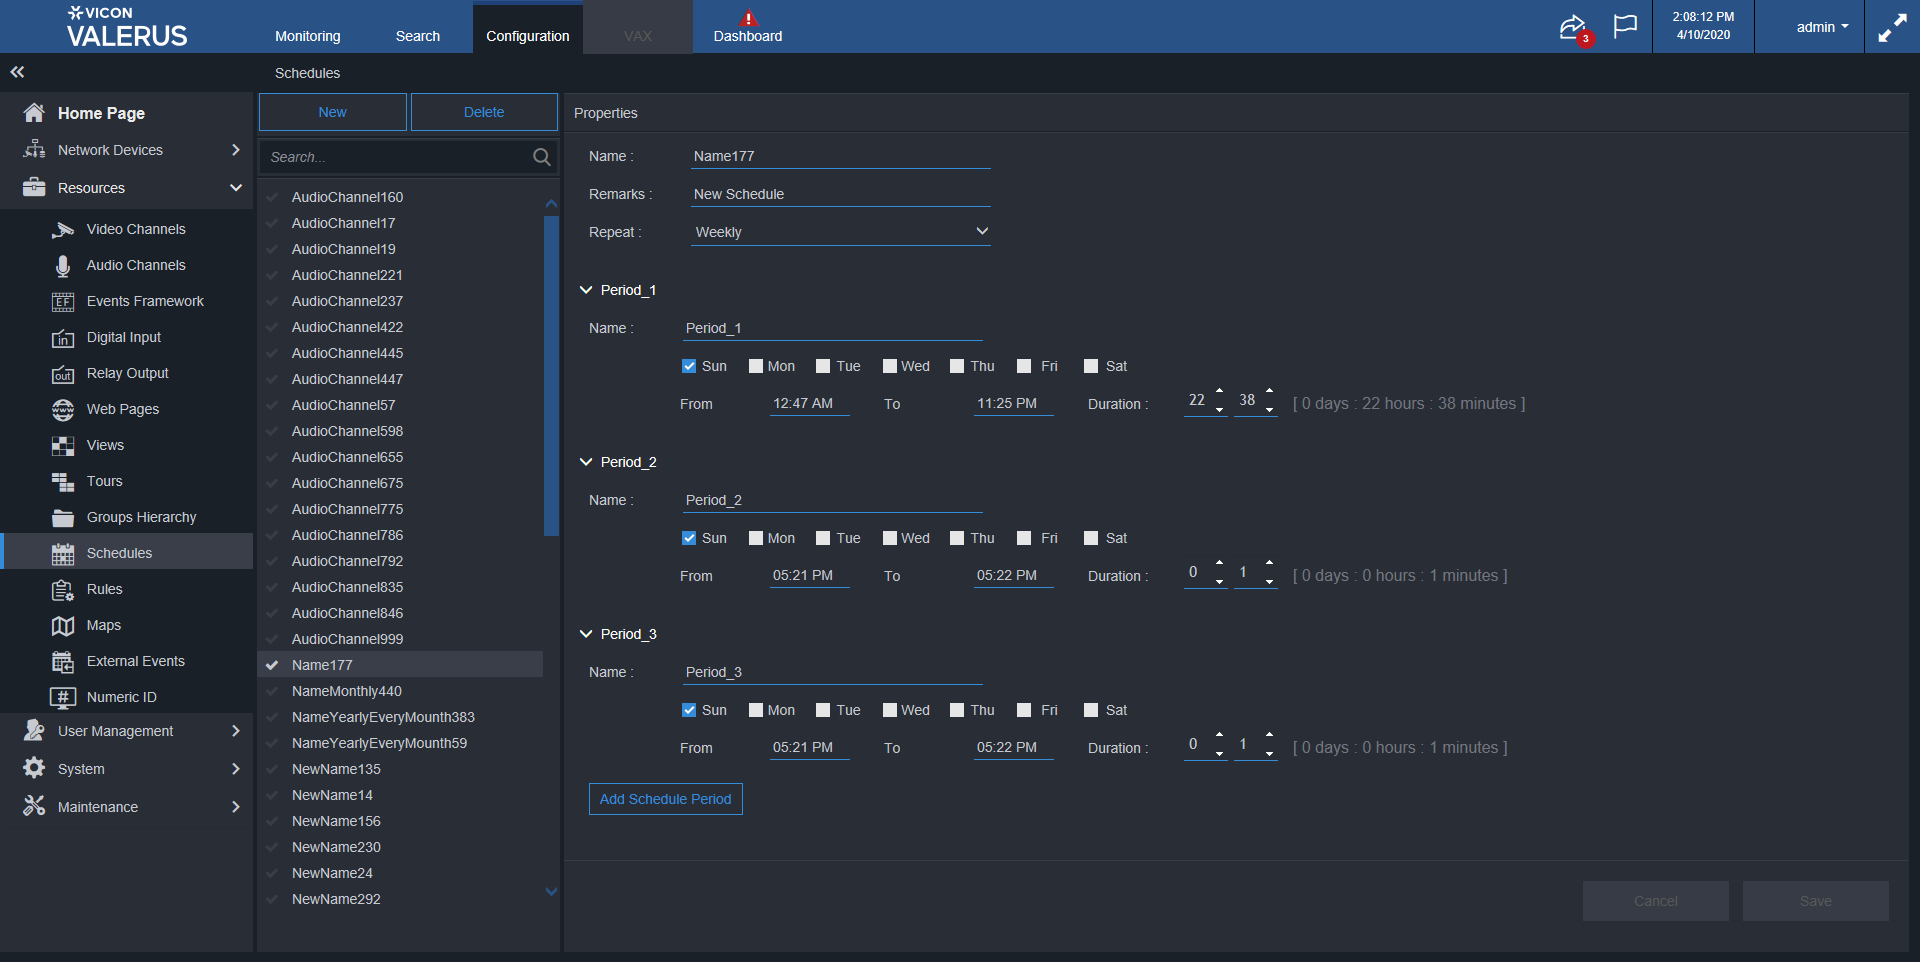 VICON
VALERUS
Monitoring
Search
Configuration
VAX
Dashboard
3
2:08:12 PM
4/10/2020
admin
Schedules
Home Page
Network Devices
Resources
Video Channels
Audio Channels
EF
Events Framework
in
Digital Input
out
Relay Output
www
Web Pages
Views
Tours
Groups Hierarchy
Schedules
Rules
Maps
External Events
#
Numeric ID
User Management
System
Maintenance
New
Delete
Search...
AudioChannel160
AudioChannel17
AudioChannel19
AudioChannel221
AudioChannel237
AudioChannel422
AudioChannel445
AudioChannel447
AudioChannel57
AudioChannel598
AudioChannel655
AudioChannel675
AudioChannel775
AudioChannel786
AudioChannel792
AudioChannel835
AudioChannel846
AudioChannel999
Name177
NameMonthly440
NameYearlyEveryMounth383
NameYearlyEveryMounth59
NewName135
NewName14
NewName156
NewName230
NewName24
NewName292
Properties
Name : Name177
Remarks : New Schedule
Repeat : Weekly
Period_1
Name : Period_1
Sun Mon Tue Wed Thu Fri Sat
From 12:47 AM To 11:25 PM Duration : 22 38 [ 0 days : 22 hours : 38 minutes ]
Period_2
Name : Period_2
Sun Mon Tue Wed Thu Fri Sat
From 05:21 PM To 05:22 PM Duration : 0 1 [ 0 days : 0 hours : 1 minutes ]
Period_3
Name : Period_3
Sun Mon Tue Wed Thu Fri Sat
From 05:21 PM To 05:22 PM Duration : 0 1 [ 0 days : 0 hours : 1 minutes ]
Add Schedule Period
Cancel
Save